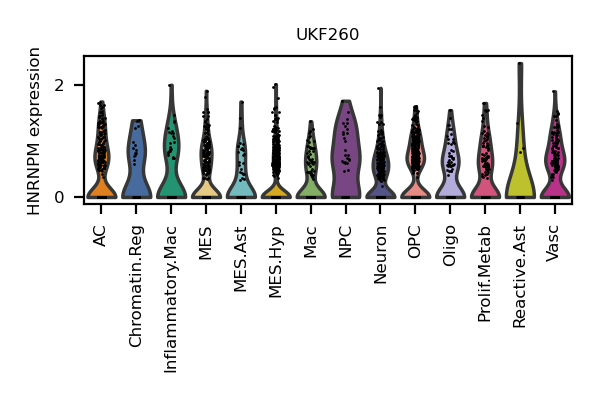 UKF260
HNRNPM expression
2
0
AC
Chromatin.Reg
Inflammatory.Mac
MES
MES.Ast
MES.Hyp
Mac
NPC
Neuron
OPC
Oligo
Prolif.Metab
Reactive.Ast
Vasc